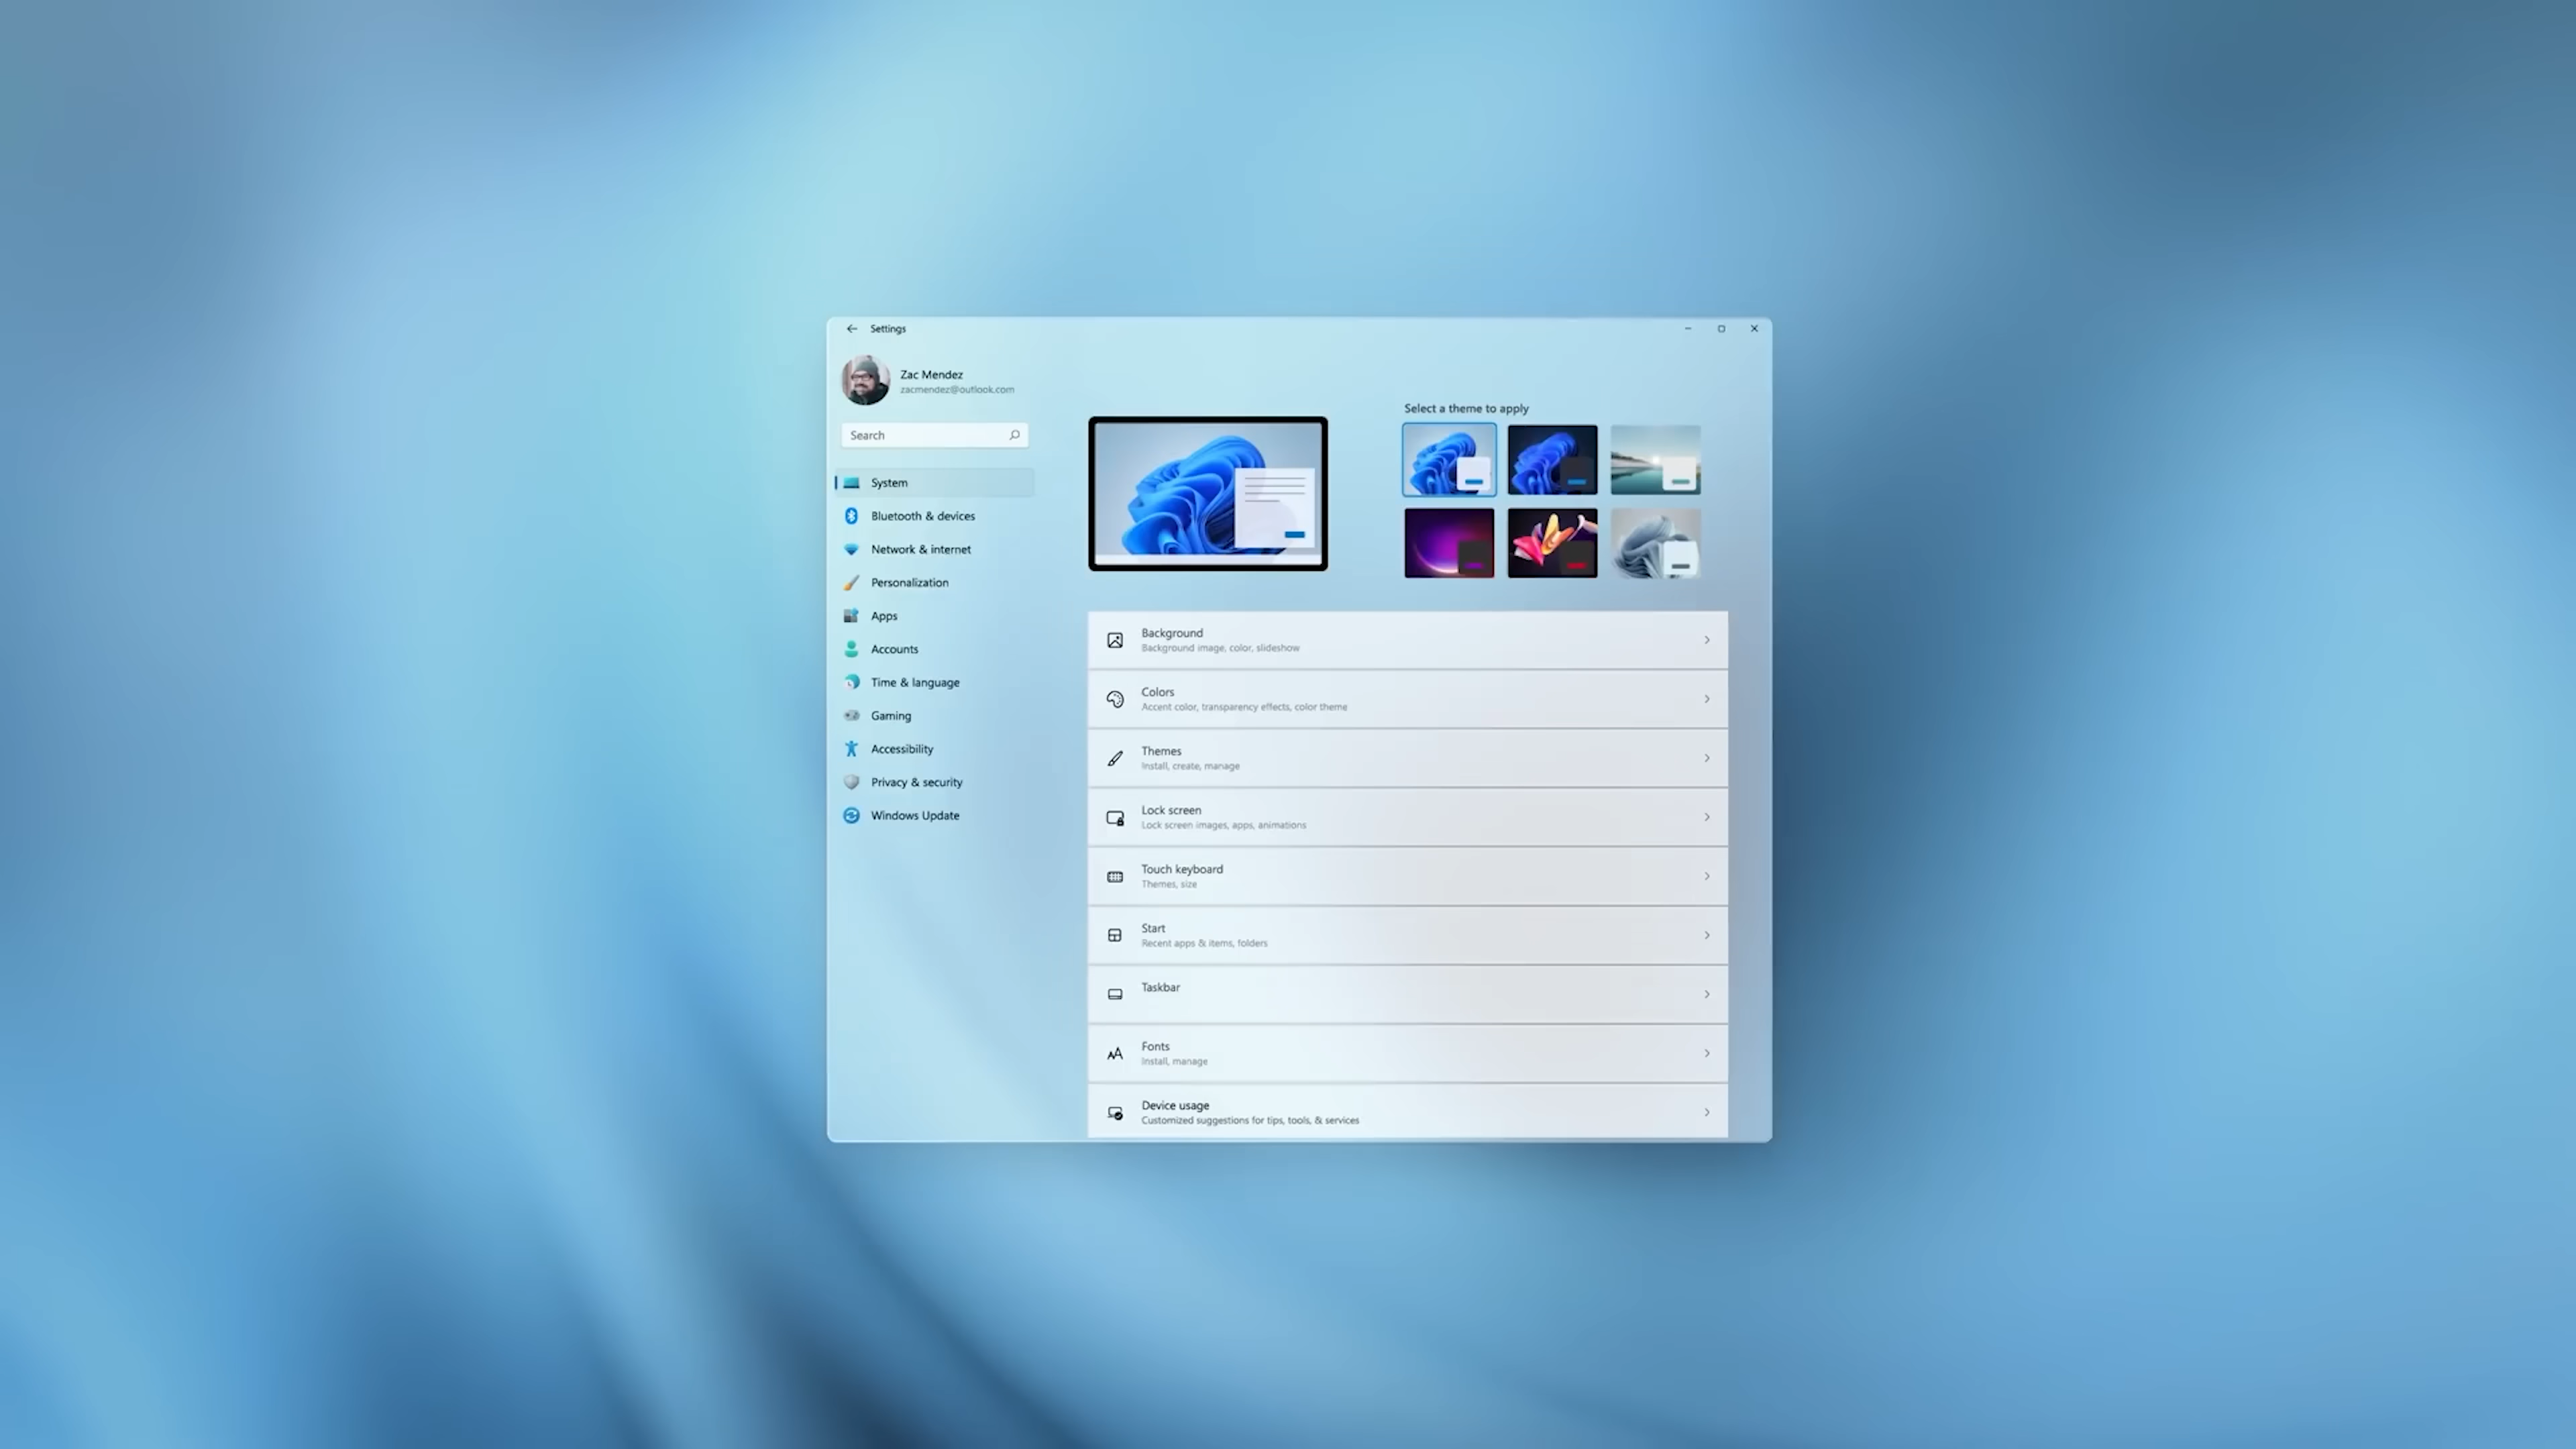 Settings
Zac Mendez
zacmendez@outlook.com
Search
System
Bluetooth & devices
Network & internet
Personalization
Apps
Accounts
Time & language
Gaming
Accessibility
Privacy & security
Windows Update
Select a theme to apply
Background
Background image, color, slideshow
Colors
Accent color, transparency effects, color theme
Themes
Install, create, manage
Lock screen
Lock screen images, apps, animations
Touch keyboard
Themes, size
Start
Recent apps & items, folders
Taskbar
Fonts
Install, manage
Device usage
Customized suggestions for tips, tools, & services